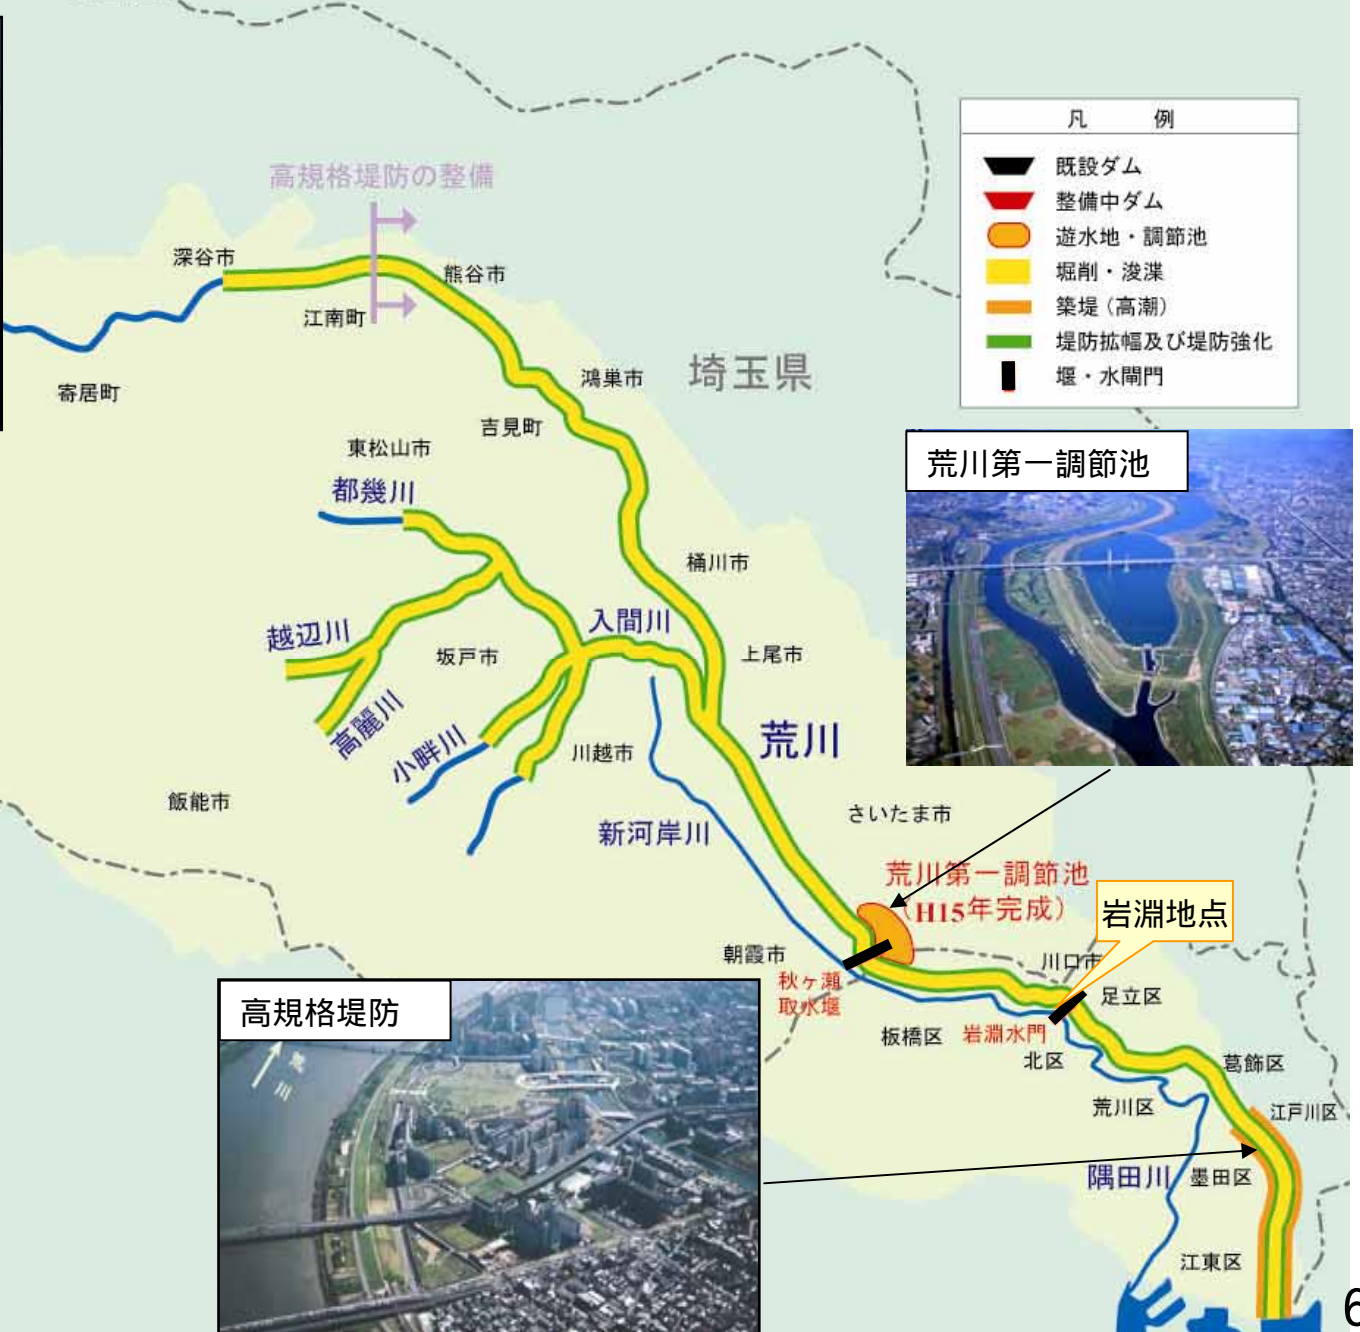 凡 例
既設ダム
整備中ダム
遊水地・調節池
堀削・浚渫
築堤（高潮）
堤防拡幅及び堤防強化
堰・水閘門
高規格堤防の整備
深谷市
熊谷市
江南町
寄居町
鴻巣市
埼玉県
吉見町
東松山市
都幾川
荒川第一調節池
桶川市
入間川
越辺川
坂戸市
上尾市
高麗川
小畔川
川越市
荒川
飯能市
さいたま市
新河岸川
荒川第一調節池
（H15年完成）
岩淵地点
朝霞市
川口市
秋ヶ瀬
取水堰
足立区
高規格堤防
荒川
板橋区
岩淵水門
北区
葛飾区
荒川区
江戸川区
隅田川
墨田区
江東区
6